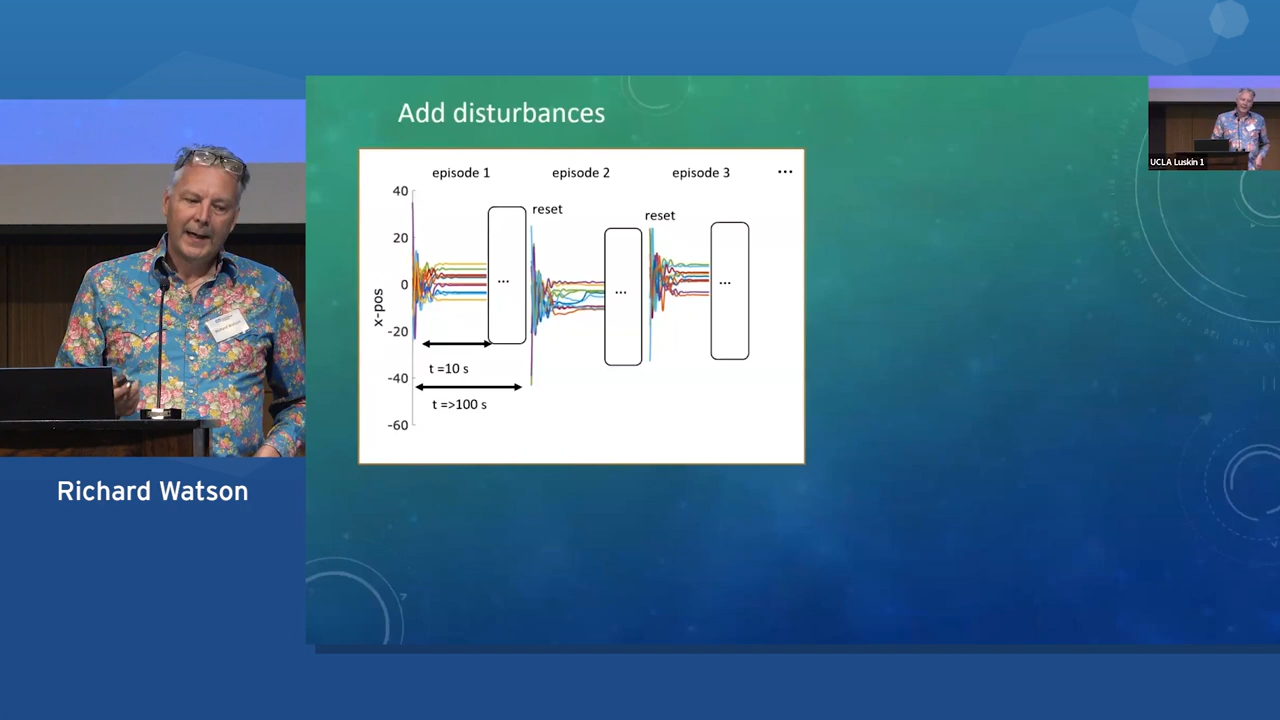 Add disturbances
episode 1 episode 2 episode 3 ...
40
reset reset
20
0
... ... ...
x-pos
-20
t =10 s
-40
t =>100 s
-60
UCLA Luskin 1
Richard Watson